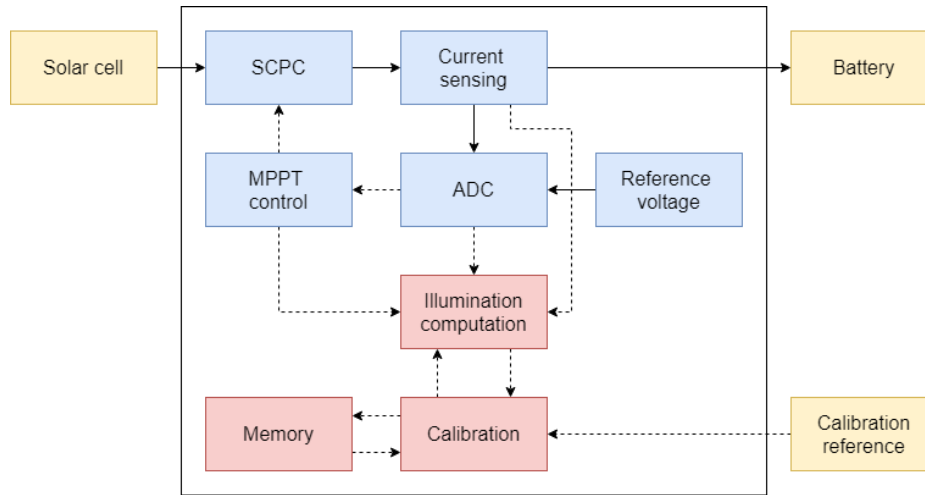 Solar cell
SCPC
Current
sensing
Battery
MPPT
control
ADC
Reference
voltage
Illumination
computation
Memory
Calibration
Calibration
reference